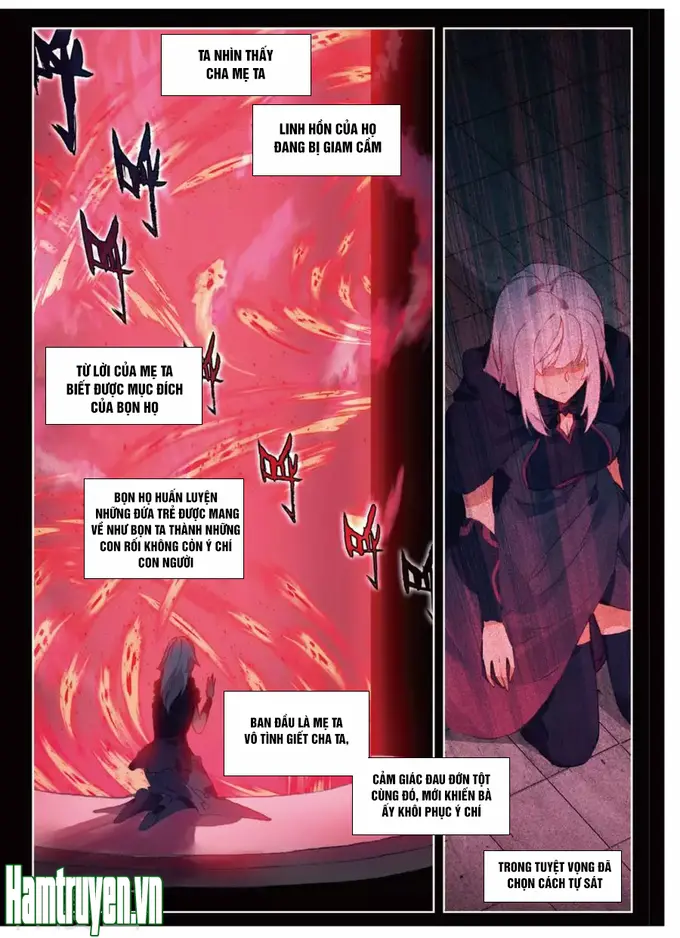 TA NHÌN THẤY
CHA MẸ TA
LINH HỒN CỦA HỌ
ĐANG BỊ GIAM CẦM
TỪ LỜI CỦA MẸ TA
BIẾT ĐƯỢC MỤC ĐÍCH
CỦA BỌN HỌ
BỌN HỌ HUẤN LUYỆN
NHỮNG ĐỨA TRẺ ĐƯỢC MANG
VỀ NHƯ BỌN TA THÀNH NHỮNG
CON RỐI KHÔNG CÒN Ý CHÍ
CON NGƯỜI
BAN ĐẦU LÀ MẸ TA
VÔ TÌNH GIẾT CHA TA,
CẢM GIÁC ĐAU ĐỚN TỘT
CÙNG ĐÓ, MỚI KHIẾN BÀ
ẤY KHÔI PHỤC Ý CHÍ
TRONG TUYỆT VỌNG ĐÃ
CHỌN CÁCH TỰ SÁT
Hamtruyen.vn